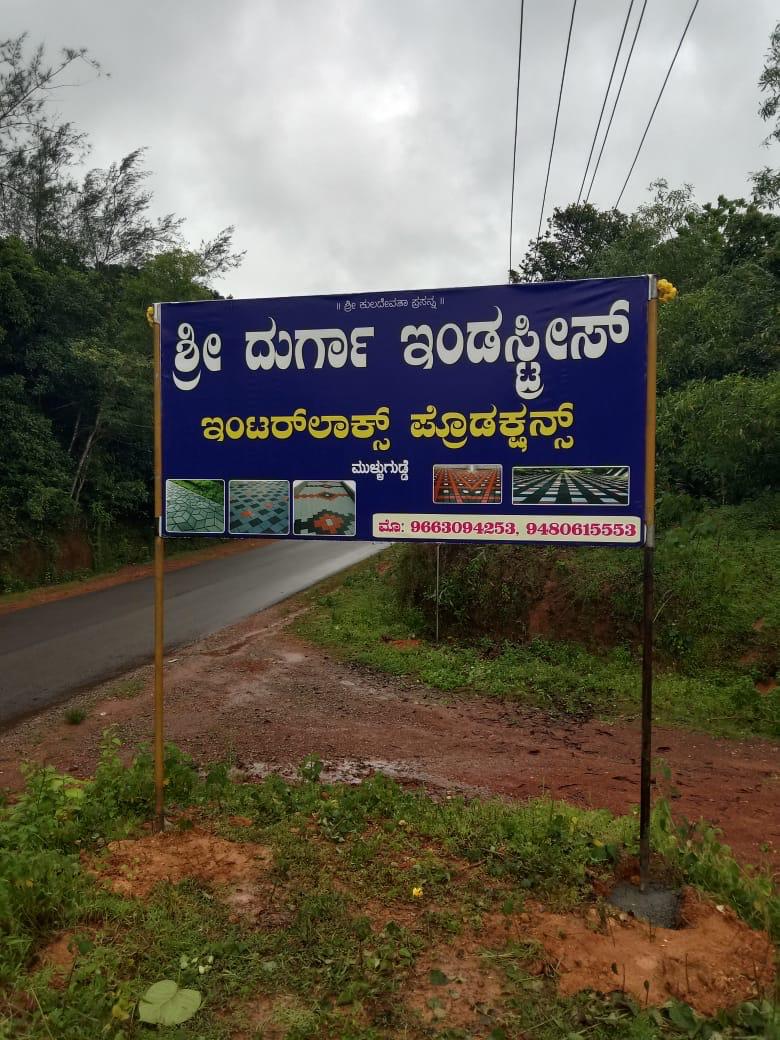 ॥ ಶ್ರೀ ಕುಲದೇವತಾ ಪ್ರಸನ್ನ ॥
ಶ್ರೀ ದುರ್ಗಾ ಇಂಡಸ್ಟ್ರೀಸ್
ಇಂಟರ್‌ಲಾಕ್ಸ್ ಪ್ರೊಡಕ್ಷನ್ಸ್
ಮುಳ್ಳುಗುಡ್ಡೆ
ಮೊ: 9663094253, 9480615553